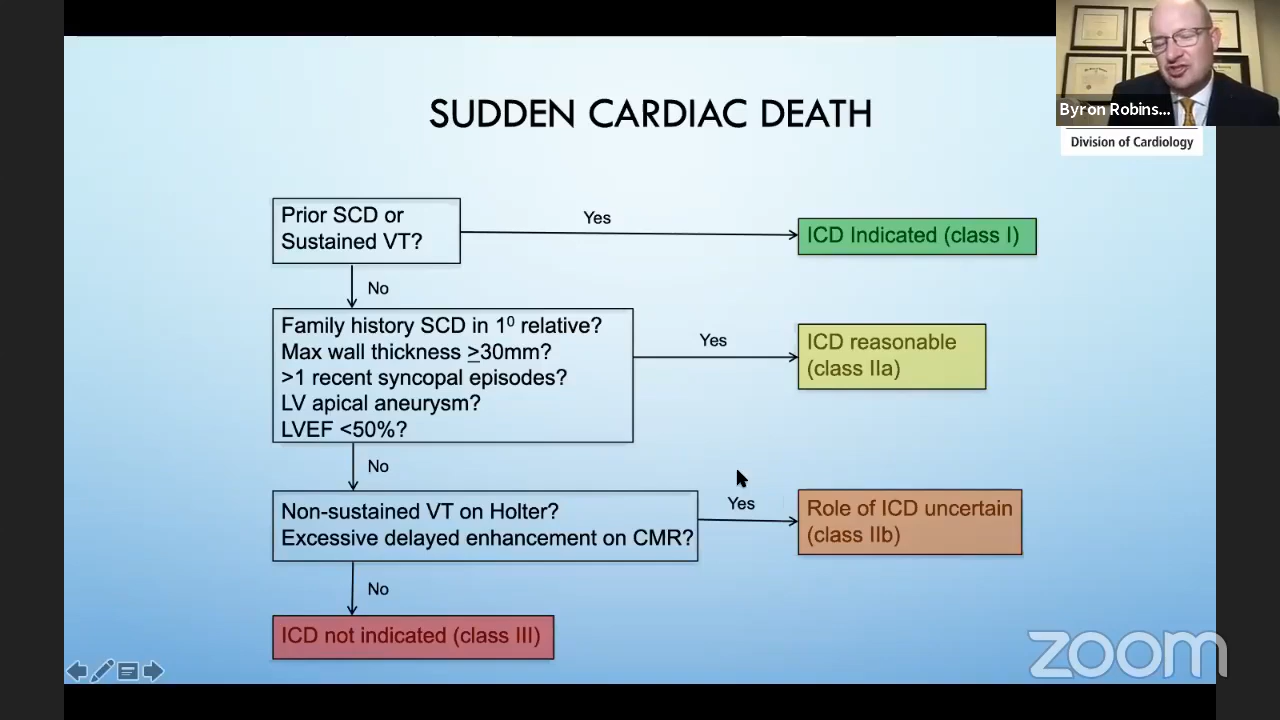 Byron Robins...
Division of Cardiology
SUDDEN CARDIAC DEATH
Prior SCD or
Sustained VT?
Yes
ICD Indicated (class I)
No
Family history SCD in 1⁰ relative?
Max wall thickness ≥30mm?
>1 recent syncopal episodes?
LV apical aneurysm?
LVEF <50%?
Yes
ICD reasonable
(class IIa)
No
Non-sustained VT on Holter?
Excessive delayed enhancement on CMR?
Yes
Role of ICD uncertain
(class IIb)
No
ICD not indicated (class III)
zoom